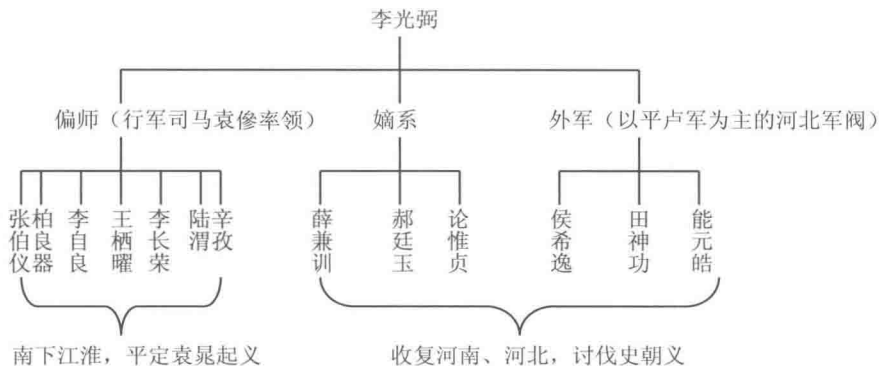 李光弼
偏师（行军司马袁傪率领）
嫡系
外军（以平卢军为主的河北军阀）
张伯仪
柏良器
李自良
王栖曜
李长荣
陆渭
辛孜
薛兼训
郝廷玉
论惟贞
侯希逸
田神功
能元皓
南下江淮，平定袁晁起义
收复河南、河北，讨伐史朝义